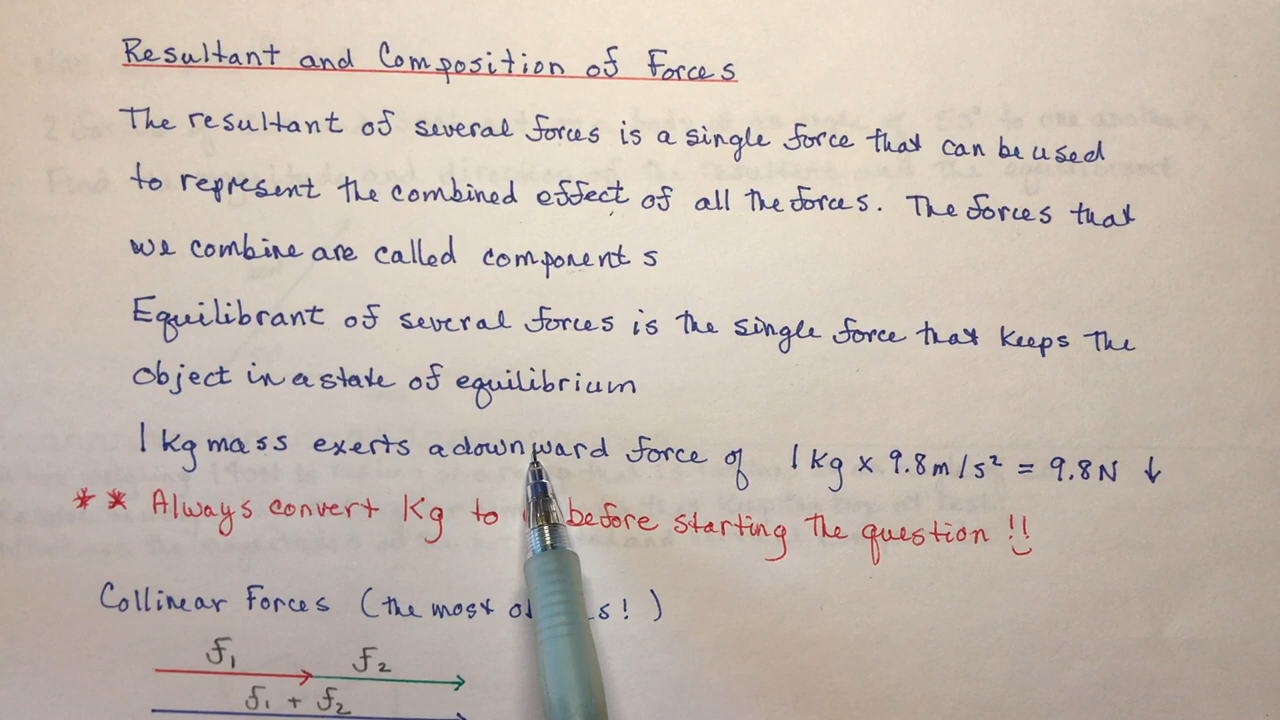 Resultant and Composition of Forces
The resultant of several forces is a single force that can be used
to represent the combined effect of all the forces. The forces that
we combine are called components
Equilibrant of several forces is the single force that keeps the
object in a state of equilibrium
1 kg mass exerts a downward force of 1 kg x 9.8 m/s² = 9.8N ↓
** Always convert Kg to before starting the question !!
Collinear Forces (the most !)
f₁ f₂
f₁ + f₂